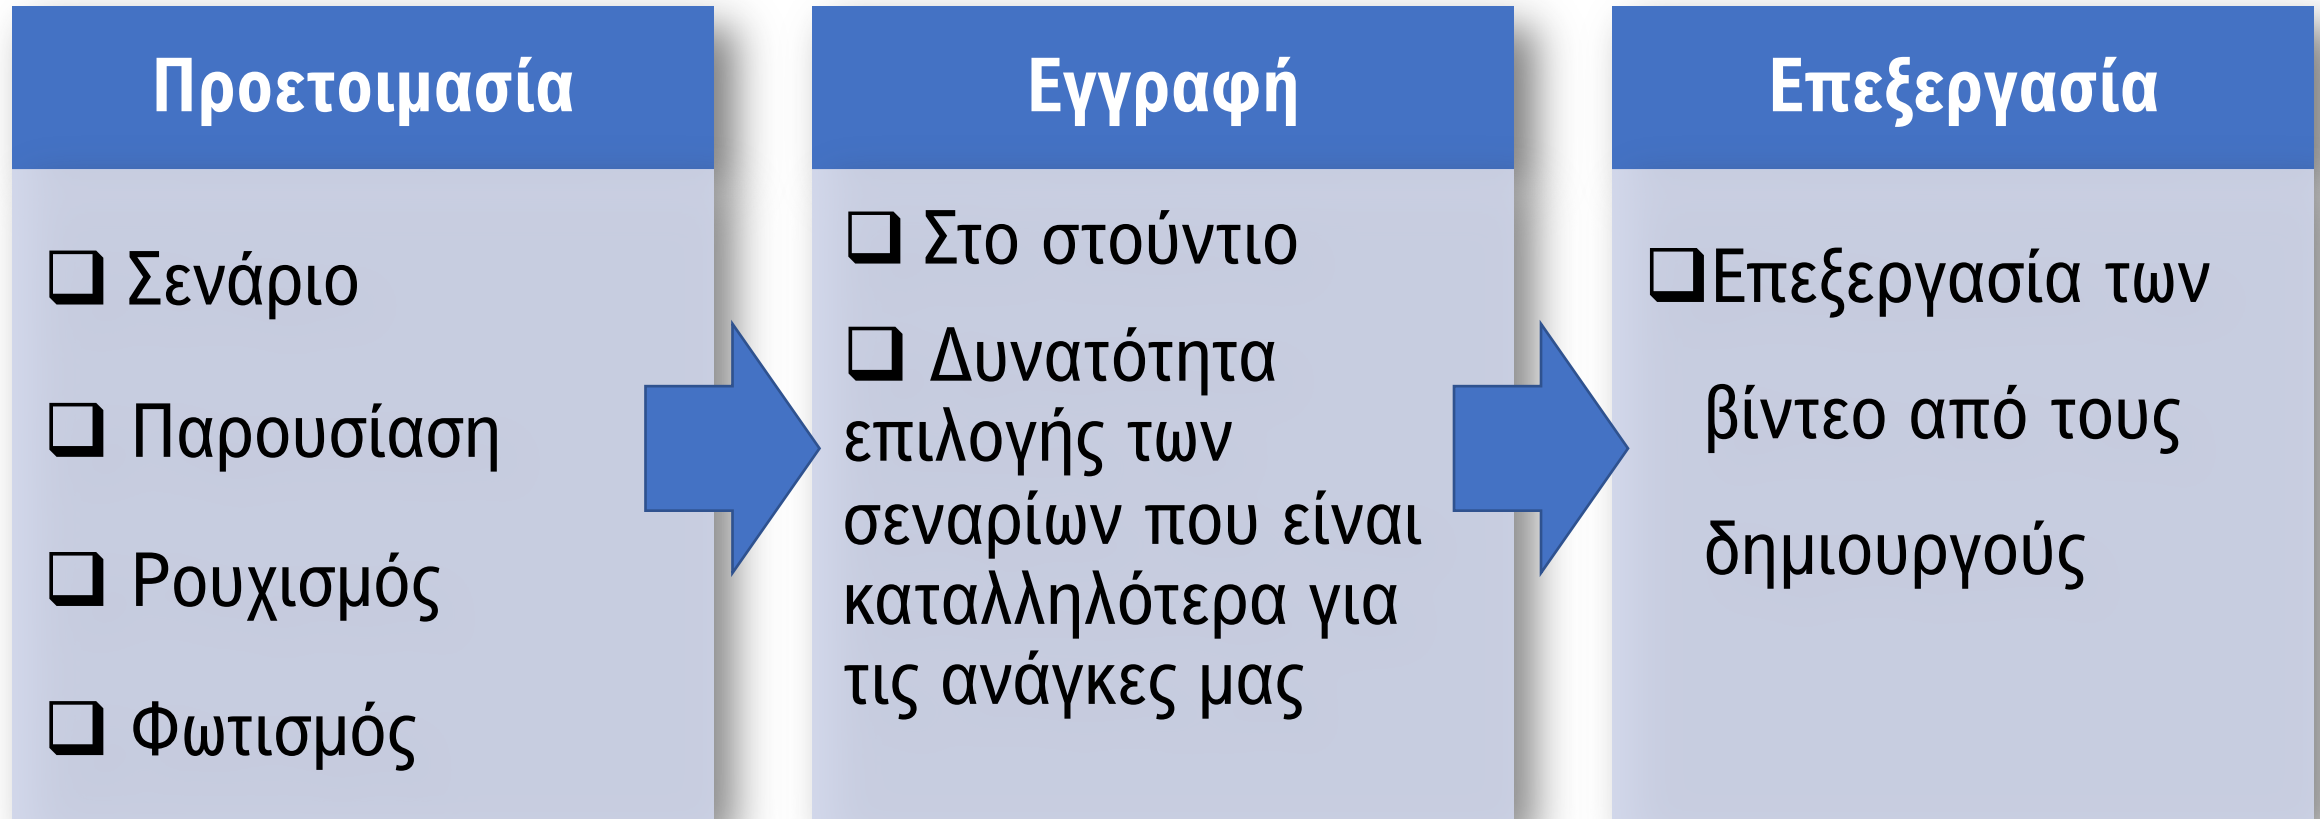 Προετοιμασία
❑ Σενάριο
❑ Παρουσίαση
❑ Ρουχισμός
❑ Φωτισμός
Εγγραφή
❑ Στο στούντιο
❑ Δυνατότητα
επιλογής των
σεναρίων που είναι
καταλληλότερα για
τις ανάγκες μας
Επεξεργασία
❑Επεξεργασία των
βίντεο από τους
δημιουργούς